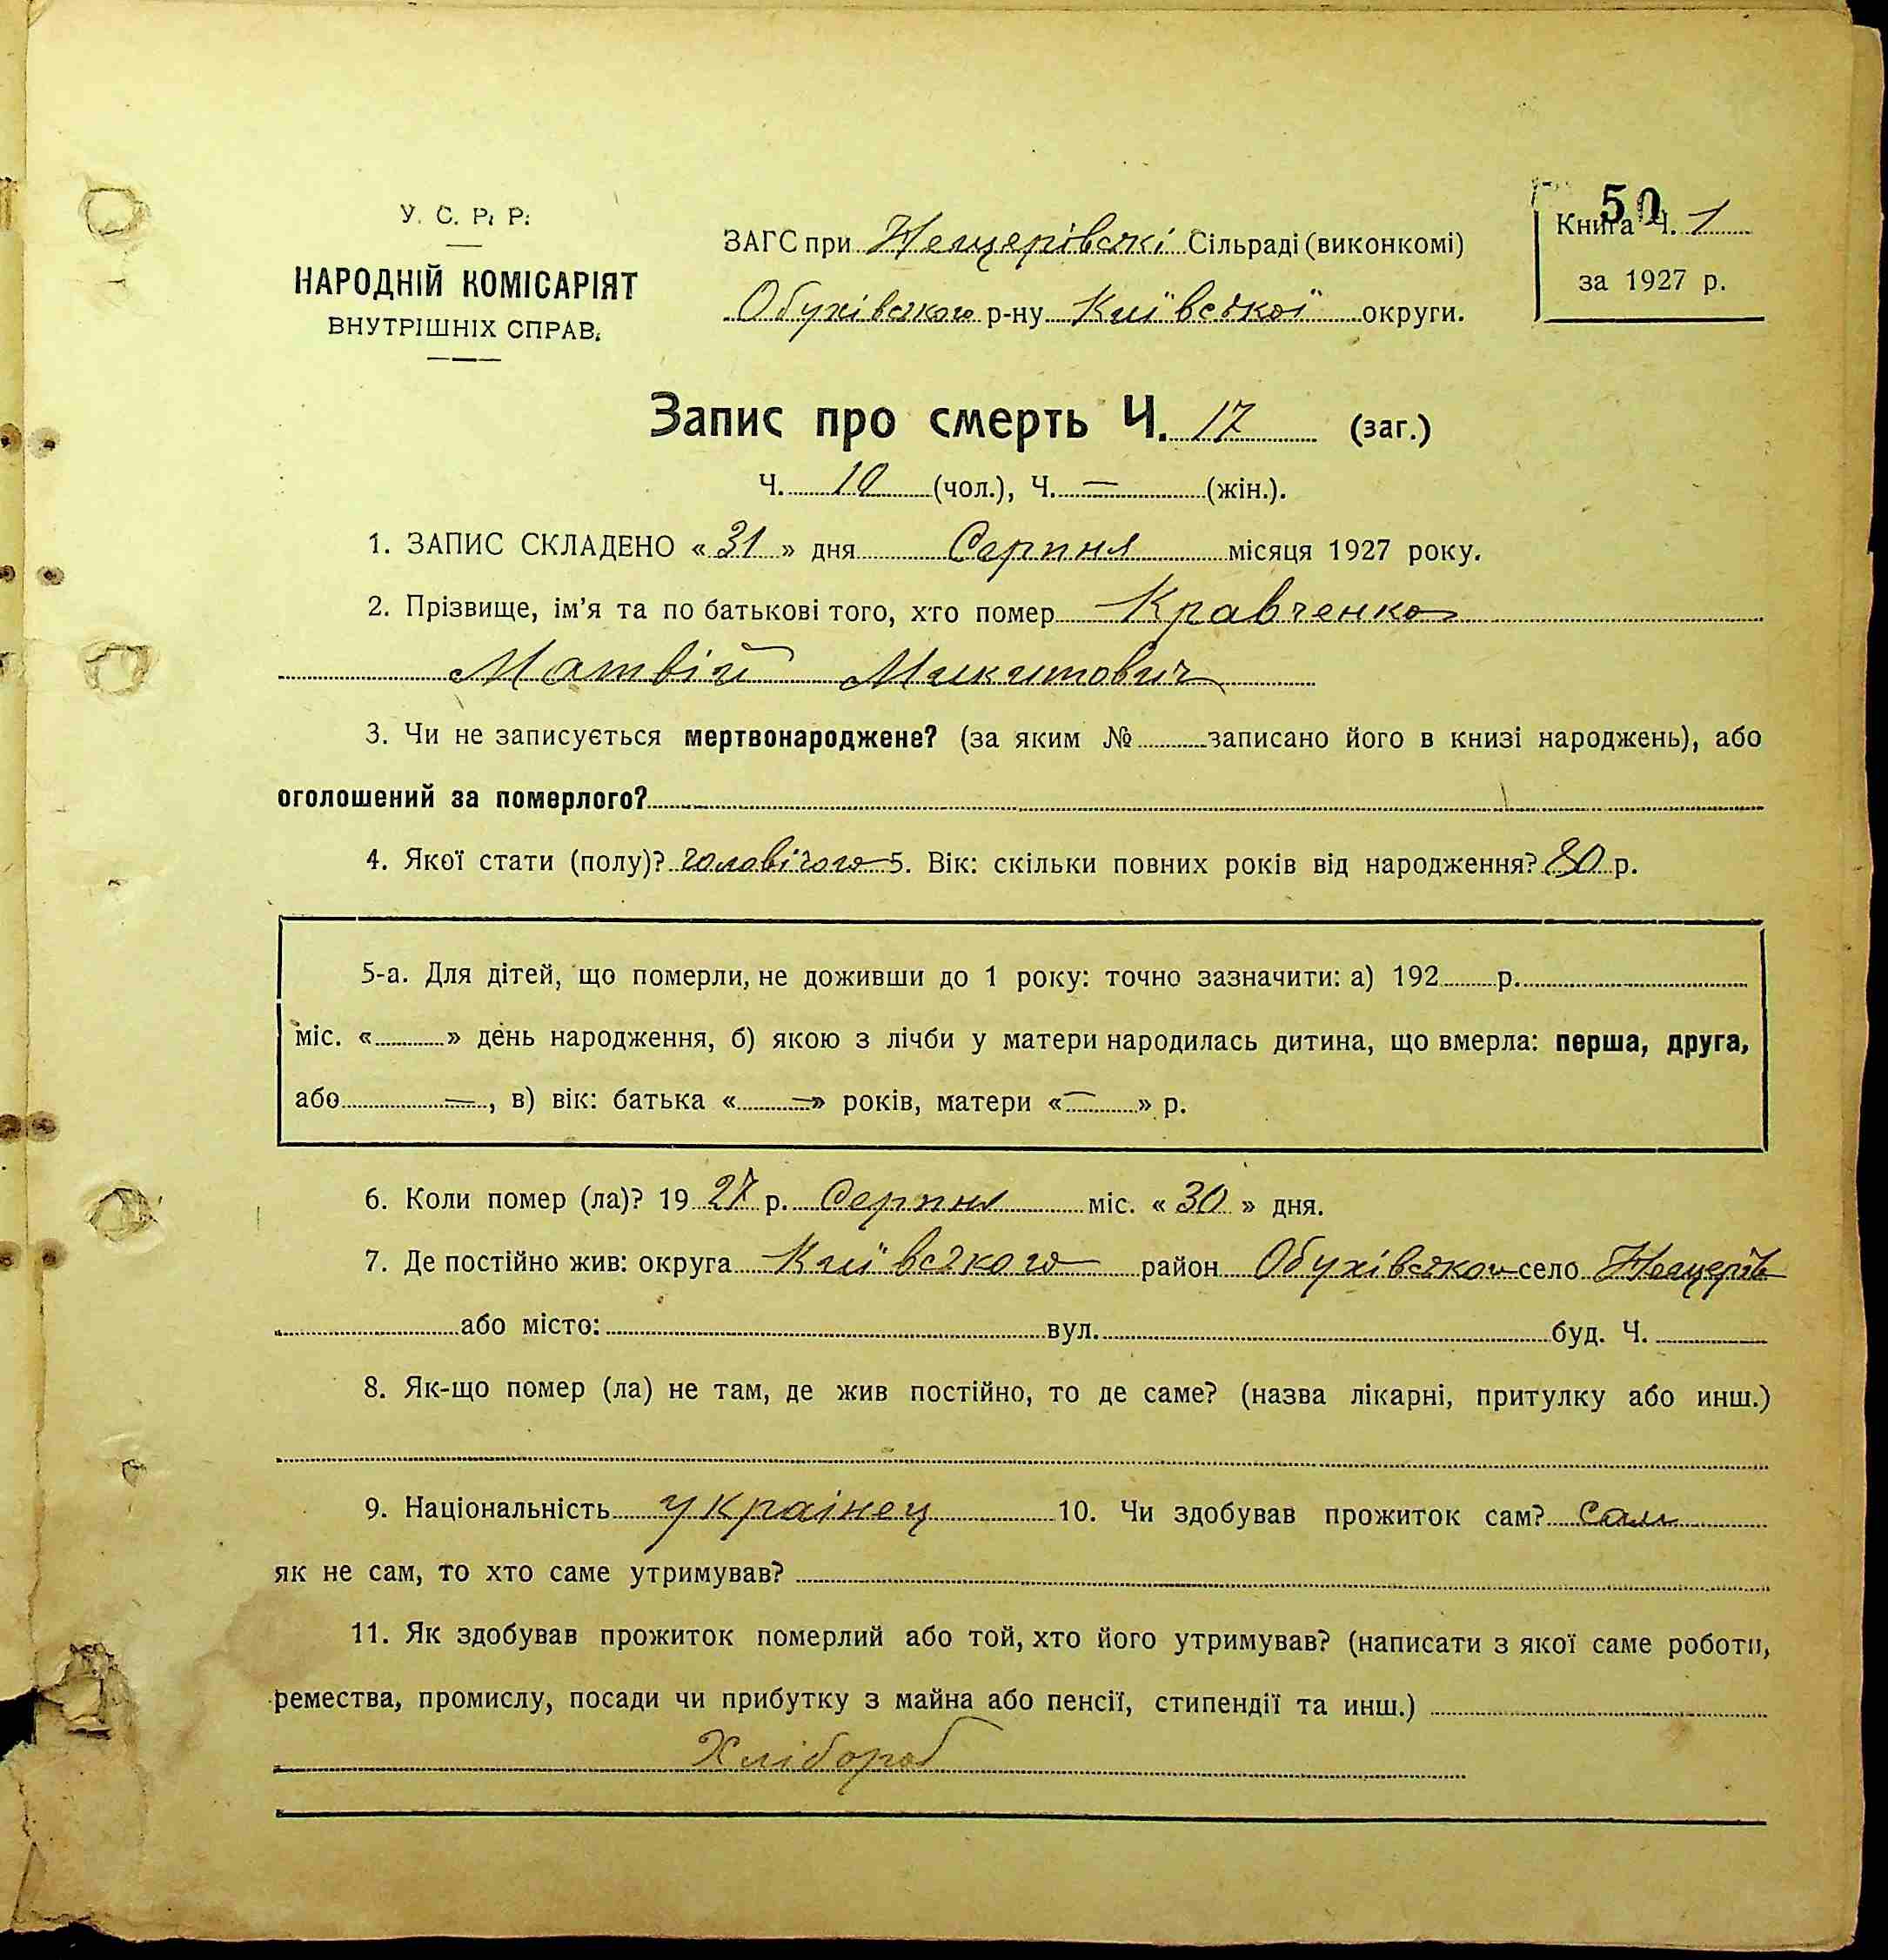 50
У. С. Р. Р.
НАРОДНІЙ КОМІСАРІЯТ
ВНУТРІШНІХ СПРАВ.
ЗАГС при Нещерівські Сільраді (виконкомі)
Обухівського р-ну Київської округи.
Книга Ч. 1
за 1927 р.
Запис про смерть Ч. 17 (заг.)
Ч. 10 (чол.), Ч. — (жін.).
1. ЗАПИС СКЛАДЕНО « 31 » дня Серпня місяця 1927 року.
2. Прізвище, ім'я та по батькові того, хто помер Кравченко
Матвій Микитович
3. Чи не записується мертвонароджене? (за яким № записано його в книзі народжень), або
оголошений за померлого?
4. Якої стати (полу)? чоловічого 5. Вік: скільки повних років від народження? 80 р.
5-а. Для дітей, що померли, не доживши до 1 року: точно зазначити: а) 192 р.
міс. « » день народження, б) якою з лічби у матери народилась дитина, що вмерла: перша, друга,
або —, в) вік: батька « — » років, матери « — » р.
6. Коли помер (ла)? 19 27 р. Серпня міс. « 30 » дня.
7. Де постійно жив: округа Київського район Обухівсько село Нещерів
або місто: вул. буд. Ч.
8. Як-що помер (ла) не там, де жив постійно, то де саме? (назва лікарні, притулку або инш.)
9. Національність українец 10. Чи здобував прожиток сам? сам
як не сам, то хто саме утримував?
11. Як здобував прожиток померлий або той, хто його утримував? (написати з якої саме роботи,
ремества, промислу, посади чи прибутку з майна або пенсії, стипендії та инш.)
Хлібороб